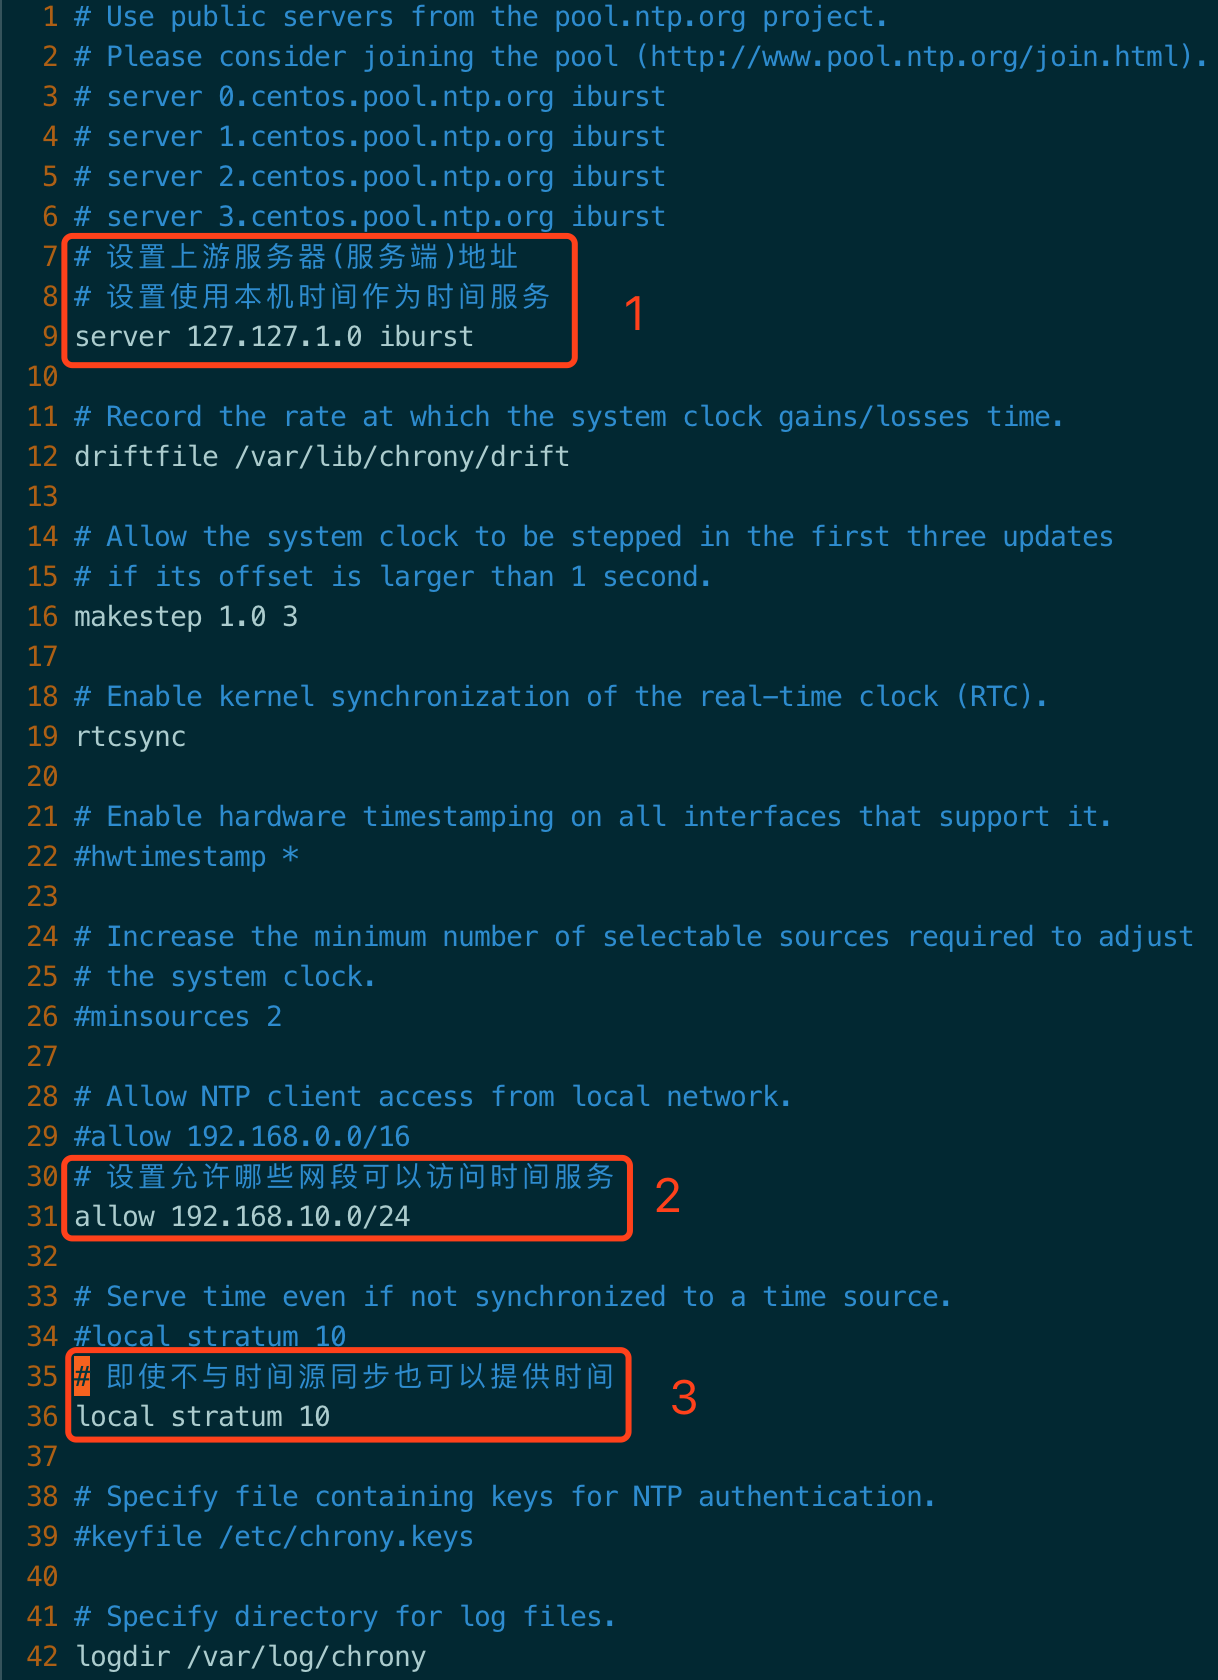 1 # Use public servers from the pool.ntp.org project.
2 # Please consider joining the pool (http://www.pool.ntp.org/join.html).
3 # server 0.centos.pool.ntp.org iburst
4 # server 1.centos.pool.ntp.org iburst
5 # server 2.centos.pool.ntp.org iburst
6 # server 3.centos.pool.ntp.org iburst
7 # 设置上游服务器(服务端)地址
8 # 设置使用本机时间作为时间服务
1
9 server 127.127.1.0 iburst
10
11 # Record the rate at which the system clock gains/losses time.
12 driftfile /var/lib/chrony/drift
13
14 # Allow the system clock to be stepped in the first three updates
15 # if its offset is larger than 1 second.
16 makestep 1.0 3
17
18 # Enable kernel synchronization of the real-time clock (RTC).
19 rtcsync
20
21 # Enable hardware timestamping on all interfaces that support it.
22 #hwtimestamp *
23
24 # Increase the minimum number of selectable sources required to adjust
25 # the system clock.
26 #minsources 2
27
28 # Allow NTP client access from local network.
29 #allow 192.168.0.0/16
30 # 设置允许哪些网段可以访问时间服务
2
31 allow 192.168.10.0/24
32
33 # Serve time even if not synchronized to a time source.
34 #local stratum 10
35 # 即使不与时间源同步也可以提供时间
3
36 local stratum 10
37
38 # Specify file containing keys for NTP authentication.
39 #keyfile /etc/chrony.keys
40
41 # Specify directory for log files.
42 logdir /var/log/chrony